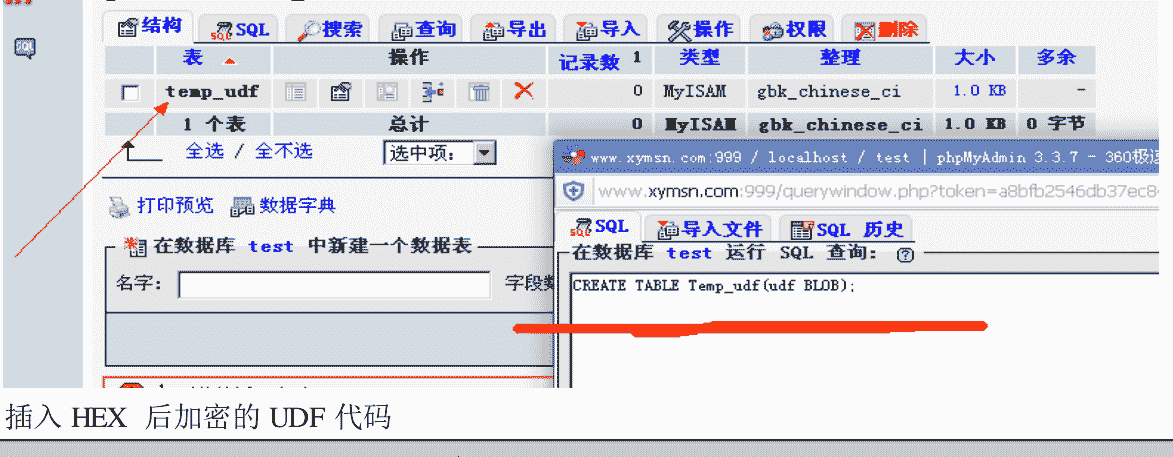 结构 SQL 搜索 查询 导出 导入 操作 权限 删除
SQL
表 操作 记录数 1 类型 整理 大小 多余
temp_udf 0 MyISAM gbk_chinese_ci 1.0 KB -
1 个表 总计 0 MyISAM gbk_chinese_ci 1.0 KB 0 字节
全选 / 全不选 选中项:
www.xymsn.com:999 / localhost / test | phpMyAdmin 3.3.7 - 360极速
www.xymsn.com:999/querywindow.php?token=a8bfb2546db37ec84
打印预览 数据字典
SQL 导入文件 SQL 历史
在数据库 test 中新建一个数据表
在数据库 test 运行 SQL 查询:
名字: 字段数
CREATE TABLE Temp_udf(udf BLOB);
插入 HEX 后加密的 UDF 代码